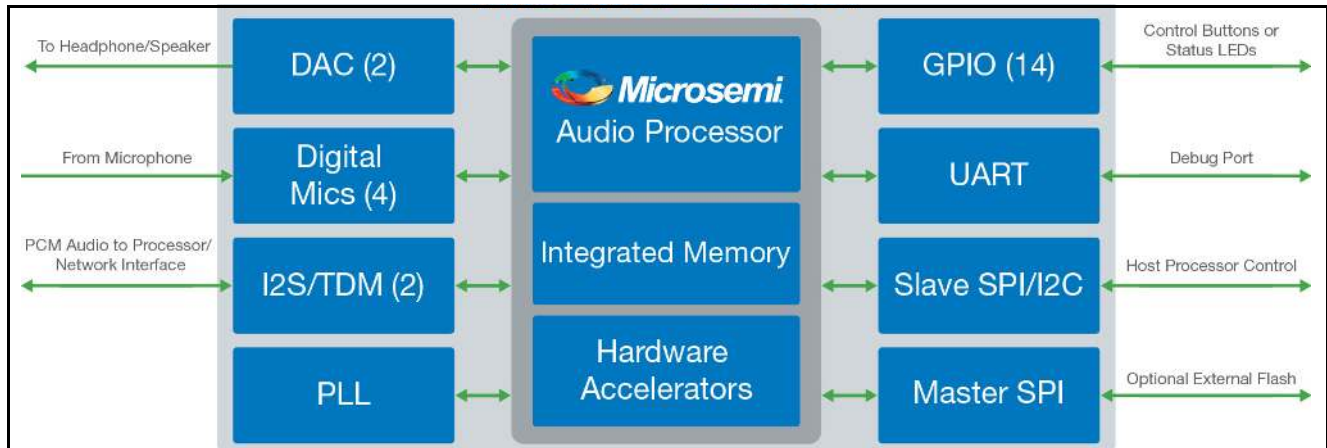 To Headphone/Speaker
DAC (2)
From Microphone
Digital
Mics (4)
PCM Audio to Processor/
Network Interface
I2S/TDM (2)
PLL
Microsemi.
Audio Processor
Integrated Memory
Hardware
Accelerators
GPIO (14)
Control Buttons or
Status LEDs
UART
Debug Port
Slave SPI/I2C
Host Processor Control
Master SPI
Optional External Flash